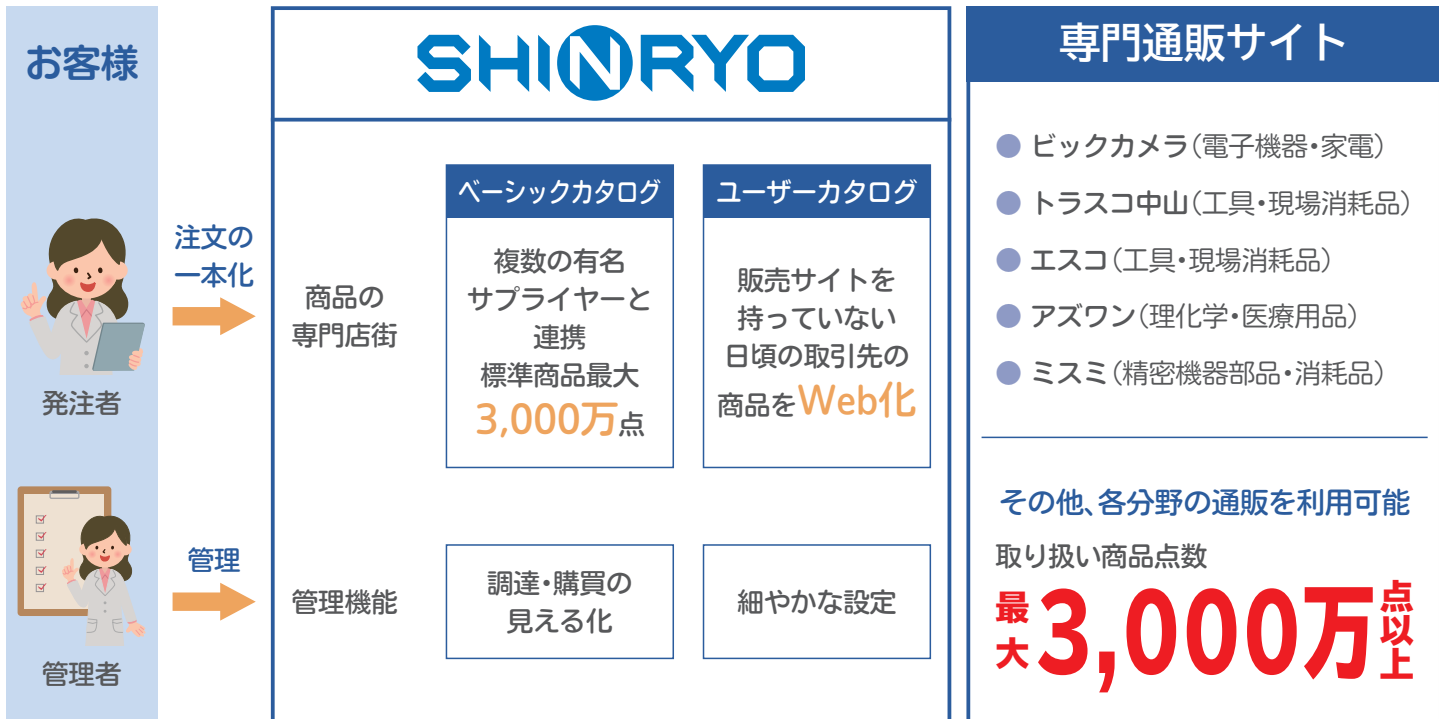 お客様
発注者
管理者
注文の
一本化
管理
SHINRYO
商品の
専門店街
ベーシックカタログ
複数の有名
サプライヤーと
連携
標準商品最大
3,000万点
ユーザーカタログ
販売サイトを
持っていない
日頃の取引先の
商品をWeb化
管理機能
調達・購買の
見える化
細やかな設定
専門通販サイト
● ビックカメラ(電子機器・家電)
● トラスコ中山(工具・現場消耗品)
● エスコ(工具・現場消耗品)
● アズワン(理化学・医療用品)
● ミスミ(精密機器部品・消耗品)
その他、各分野の通販を利用可能
取り扱い商品点数
最大3,000万点以上